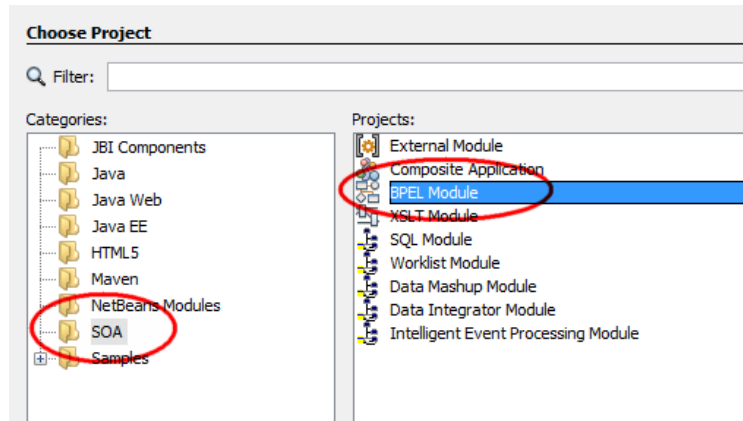 Choose Project
Filter:
Categories:
JBI Components
Java
Java Web
Java EE
HTML5
Maven
NetBeans Modules
SOA
Samples
Projects:
External Module
Composite Application
BPEL Module
XSLT Module
SQL Module
Worklist Module
Data Mashup Module
Data Integrator Module
Intelligent Event Processing Module